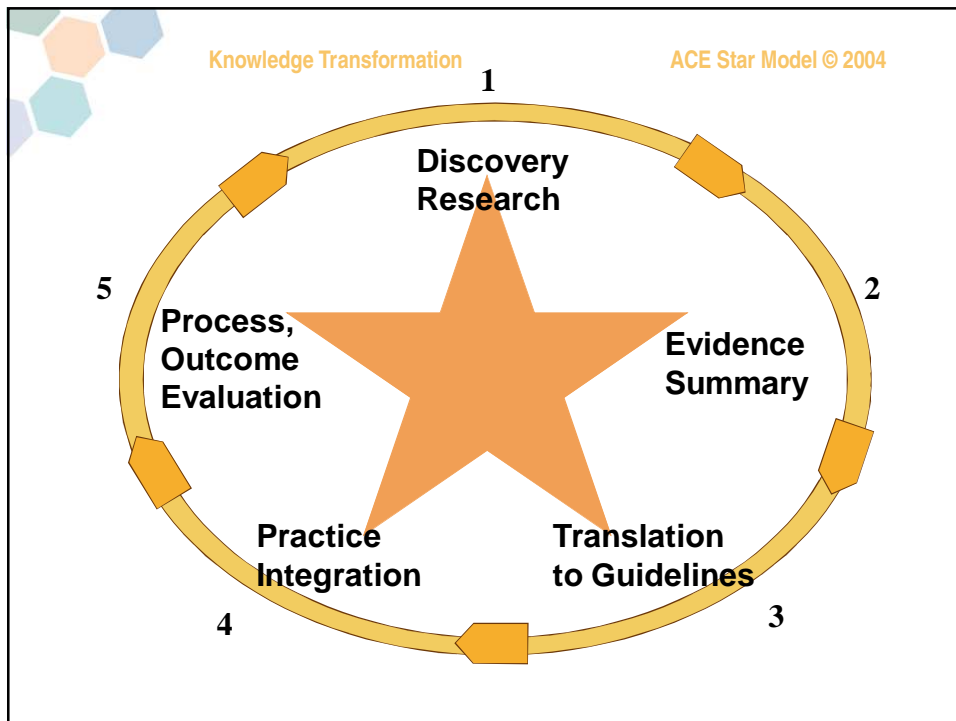 Knowledge Transformation
ACE Star Model © 2004
1
Discovery
Research
2
Evidence
Summary
3
Translation
to Guidelines
4
Practice
Integration
5
Process,
Outcome
Evaluation